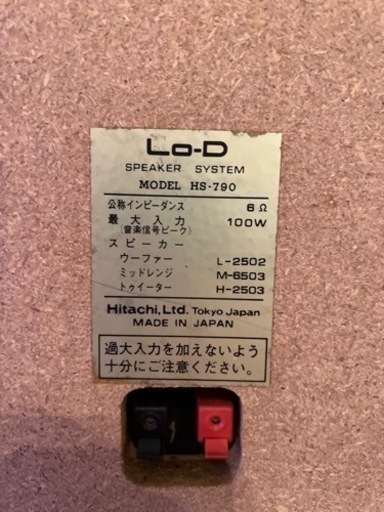 Lo-D
SPEAKER SYSTEM
MODEL HS-790
公称インピーダンス 6Ω
最大入力 100W
(音楽信号ピーク)
スピーカー
ウーファー L-2502
ミッドレンジ M-6503
トゥイーター H-2503
Hitachi, Ltd. Tokyo Japan
MADE IN JAPAN
過大入力を加えないよう
十分にご注意ください。